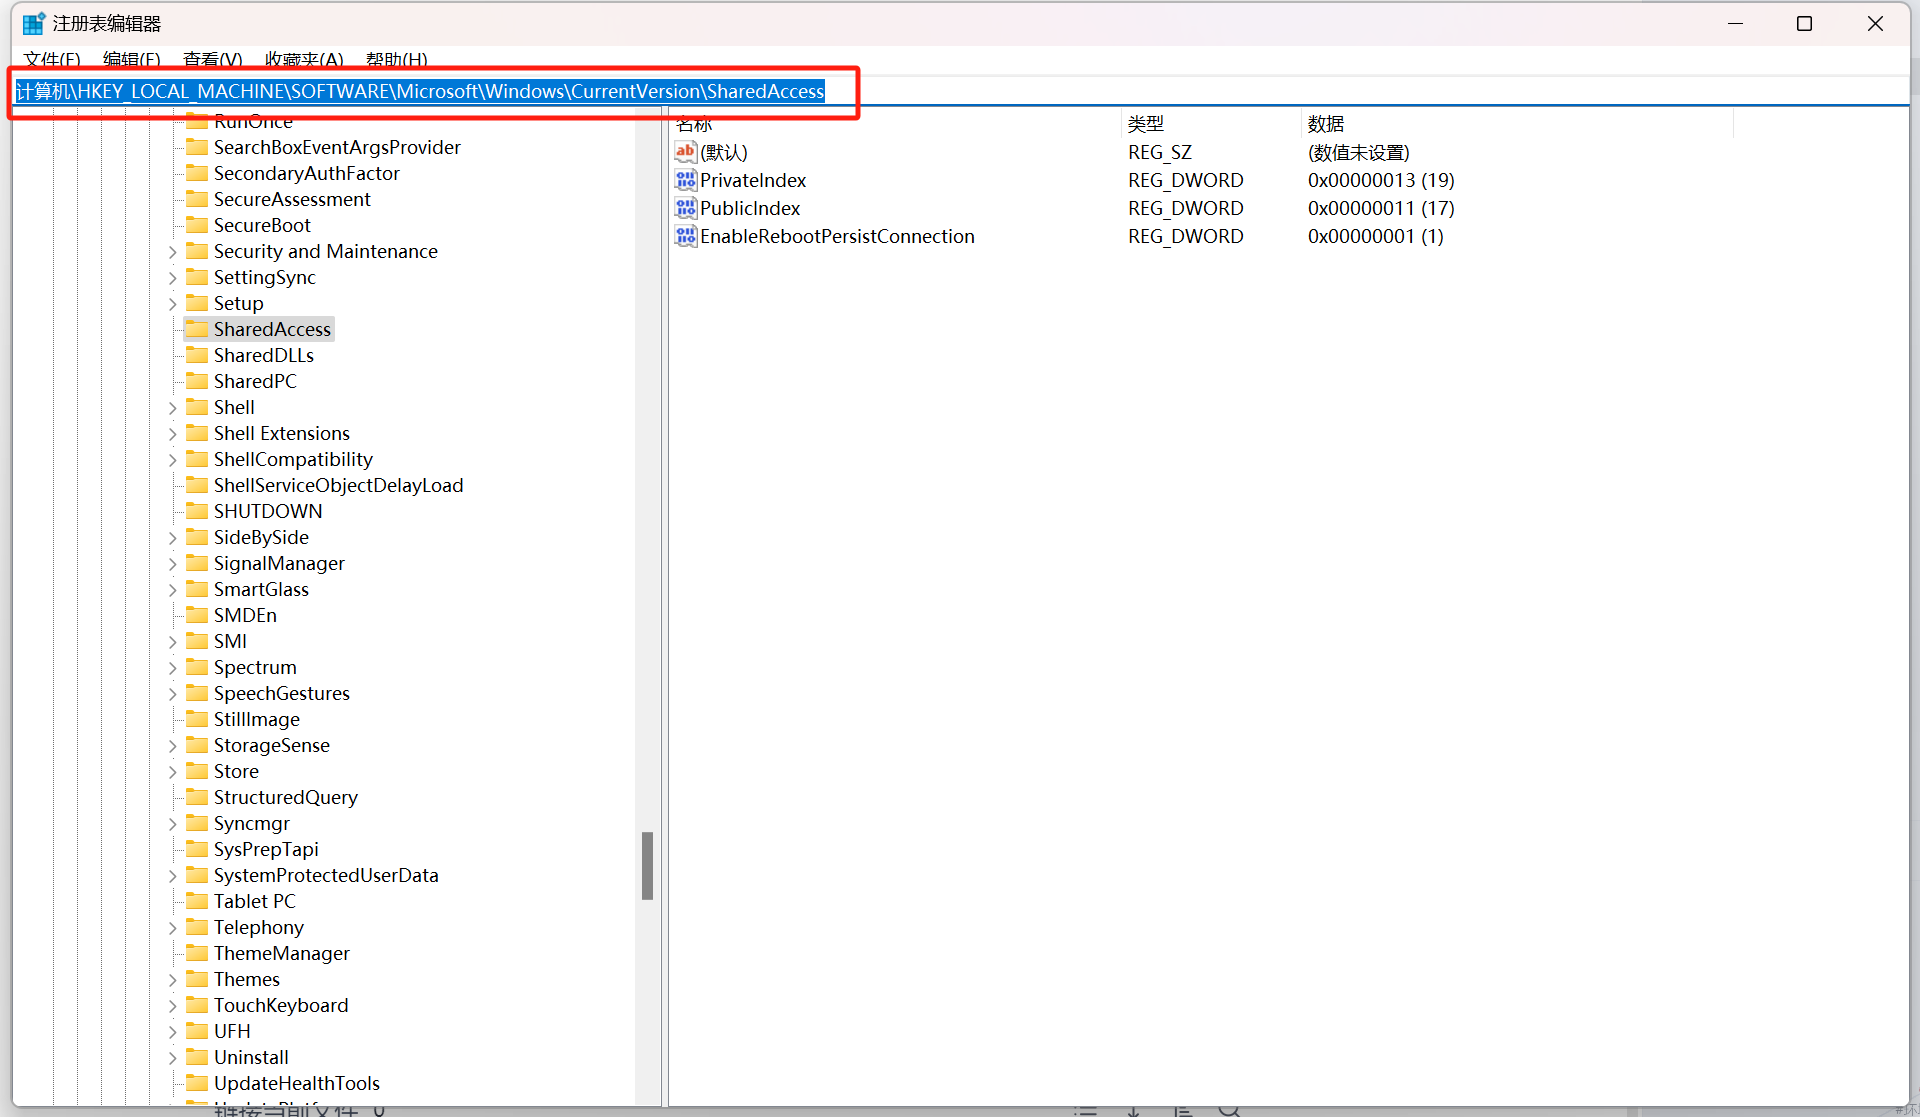 注册表编辑器
文件(F) 编辑(E) 查看(V) 收藏夹(A) 帮助(H)
计算机\HKEY_LOCAL_MACHINE\SOFTWARE\Microsoft\Windows\CurrentVersion\SharedAccess
RunOnce
SearchBoxEventArgsProvider
SecondaryAuthFactor
SecureAssessment
SecureBoot
Security and Maintenance
SettingSync
Setup
SharedAccess
SharedDLLs
SharedPC
Shell
Shell Extensions
ShellCompatibility
ShellServiceObjectDelayLoad
SHUTDOWN
SideBySide
SignalManager
SmartGlass
SMDEn
SMI
Spectrum
SpeechGestures
StillImage
StorageSense
Store
StructuredQuery
Syncmgr
SysPrepTapi
SystemProtectedUserData
Tablet PC
Telephony
ThemeManager
Themes
TouchKeyboard
UFH
Uninstall
UpdateHealthTools
名称 类型 数据
(默认) REG_SZ (数值未设置)
PrivateIndex REG_DWORD 0x00000013 (19)
PublicIndex REG_DWORD 0x00000011 (17)
EnableRebootPersistConnection REG_DWORD 0x00000001 (1)